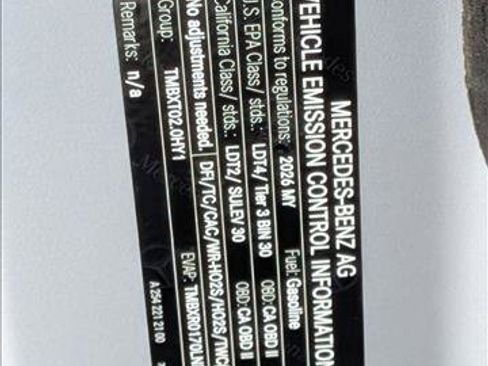 MERCEDES-BENZ AG
VEHICLE EMISSION CONTROL INFORMATION
onforms to regulations: 2026 MY Fuel: Gasoline
U.S. EPA Class/ stds.: LDT4/ Tier 3 BIN 30 OBD: CA OBD II
California Class/ stds.: LDT2/ SULEV 30 OBD: CA OBD II
No adjustments needed. DFI/TC/CAC/WR-HO2S/HO2S/TWC
Group: TMBXT02.0HY1 EVAP: TMBXR0170LN
Remarks: n/a A 254 221 21 00